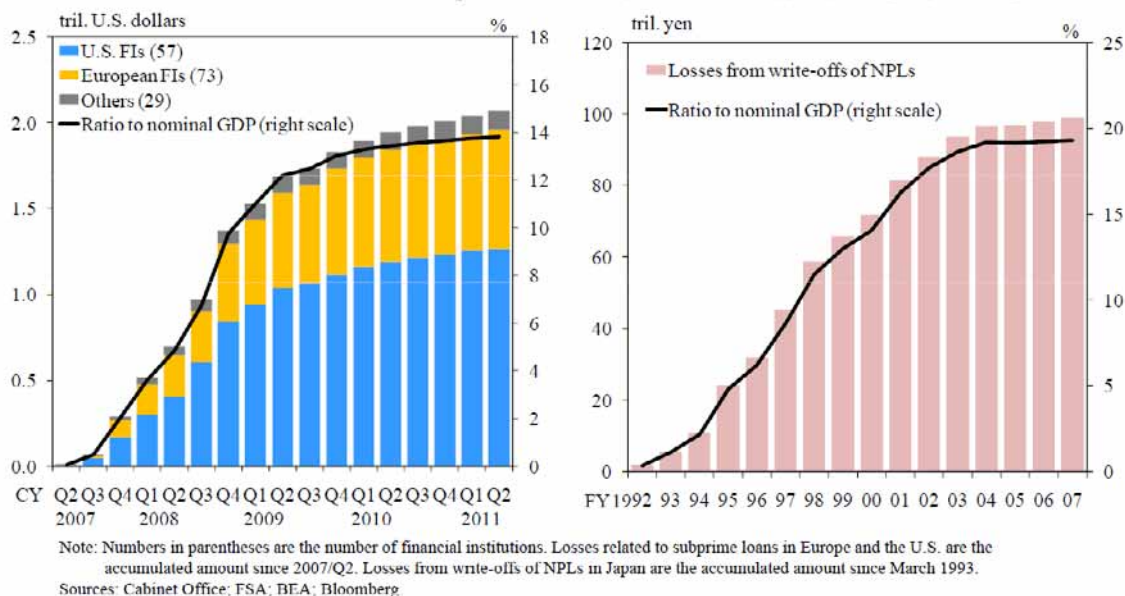 tril. U.S. dollars
%
2.5
2.0
1.5
1.0
0.5
0.0
18
16
14
12
10
8
6
4
2
0
U.S. FIs (57)
European FIs (73)
Others (29)
Ratio to nominal GDP (right scale)
CY Q2 Q3 Q4 Q1 Q2 Q3 Q4 Q1 Q2 Q3 Q4 Q1 Q2 Q3 Q4 Q1 Q2
2007 2008 2009 2010 2011
tril. yen
%
120
100
80
60
40
20
0
25
20
15
10
5
0
Losses from write-offs of NPLs
Ratio to nominal GDP (right scale)
FY 1992 93 94 95 96 97 98 99 00 01 02 03 04 05 06 07
Note: Numbers in parentheses are the number of financial institutions. Losses related to subprime loans in Europe and the U.S. are the
accumulated amount since 2007/Q2. Losses from write-offs of NPLs in Japan are the accumulated amount since March 1993.
Sources: Cabinet Office; FSA; BEA; Bloomberg